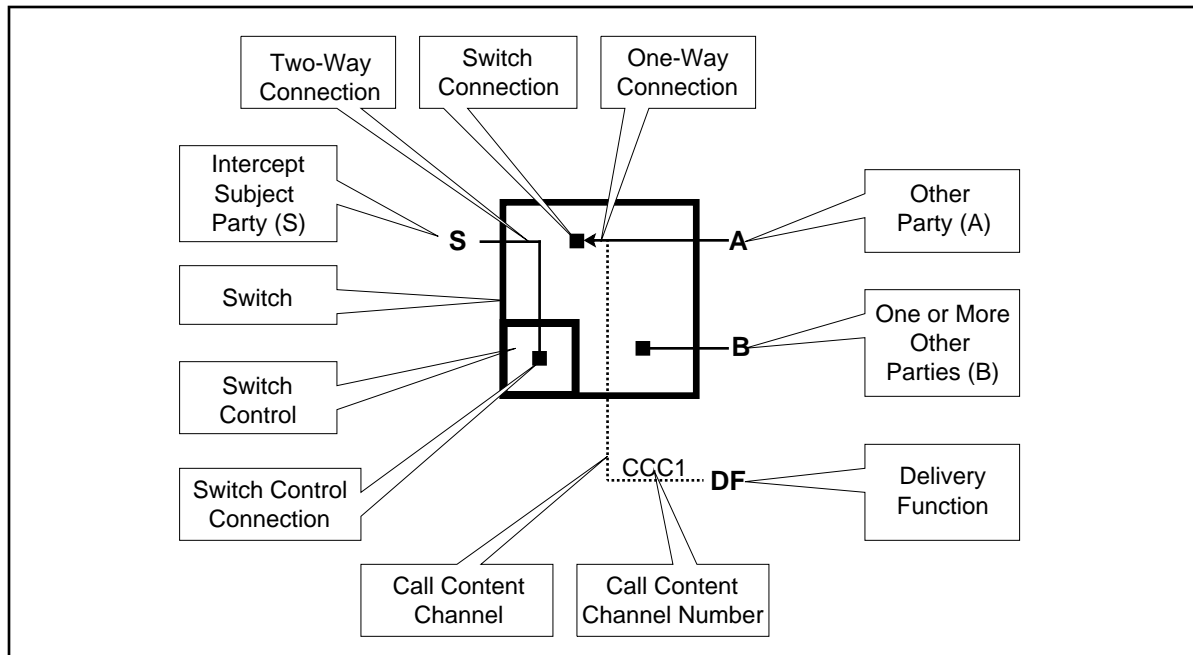 Two-Way
Connection
Switch
Connection
One-Way
Connection
Intercept
Subject
Party (S)
S
A
Other
Party (A)
Switch
B
One or More
Other
Parties (B)
Switch
Control
Switch Control
Connection
CCC1
DF
Delivery
Function
Call Content
Channel
Call Content
Channel Number